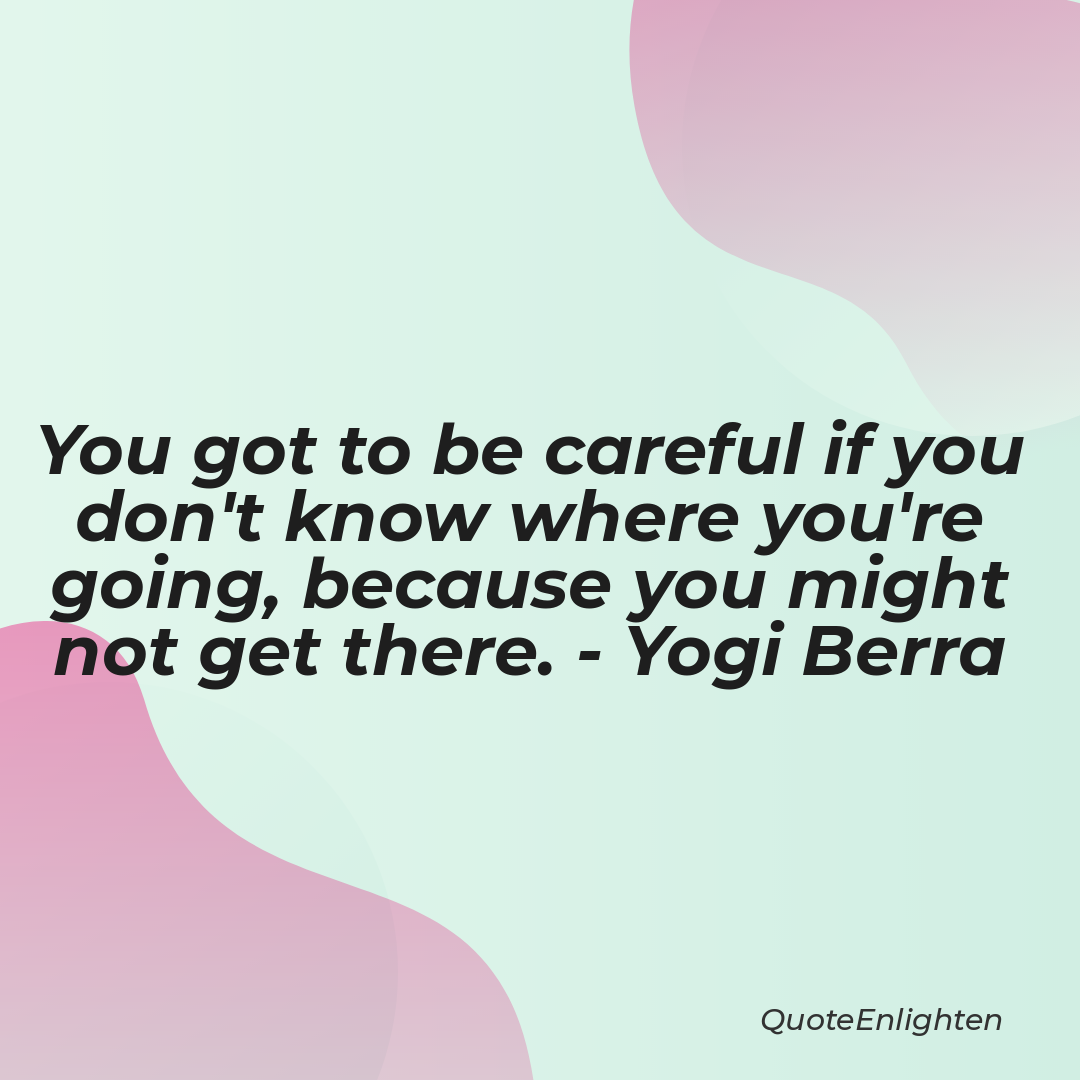 You got to be careful if you
don't know where you're
going, because you might
not get there. - Yogi Berra
QuoteEnlighten